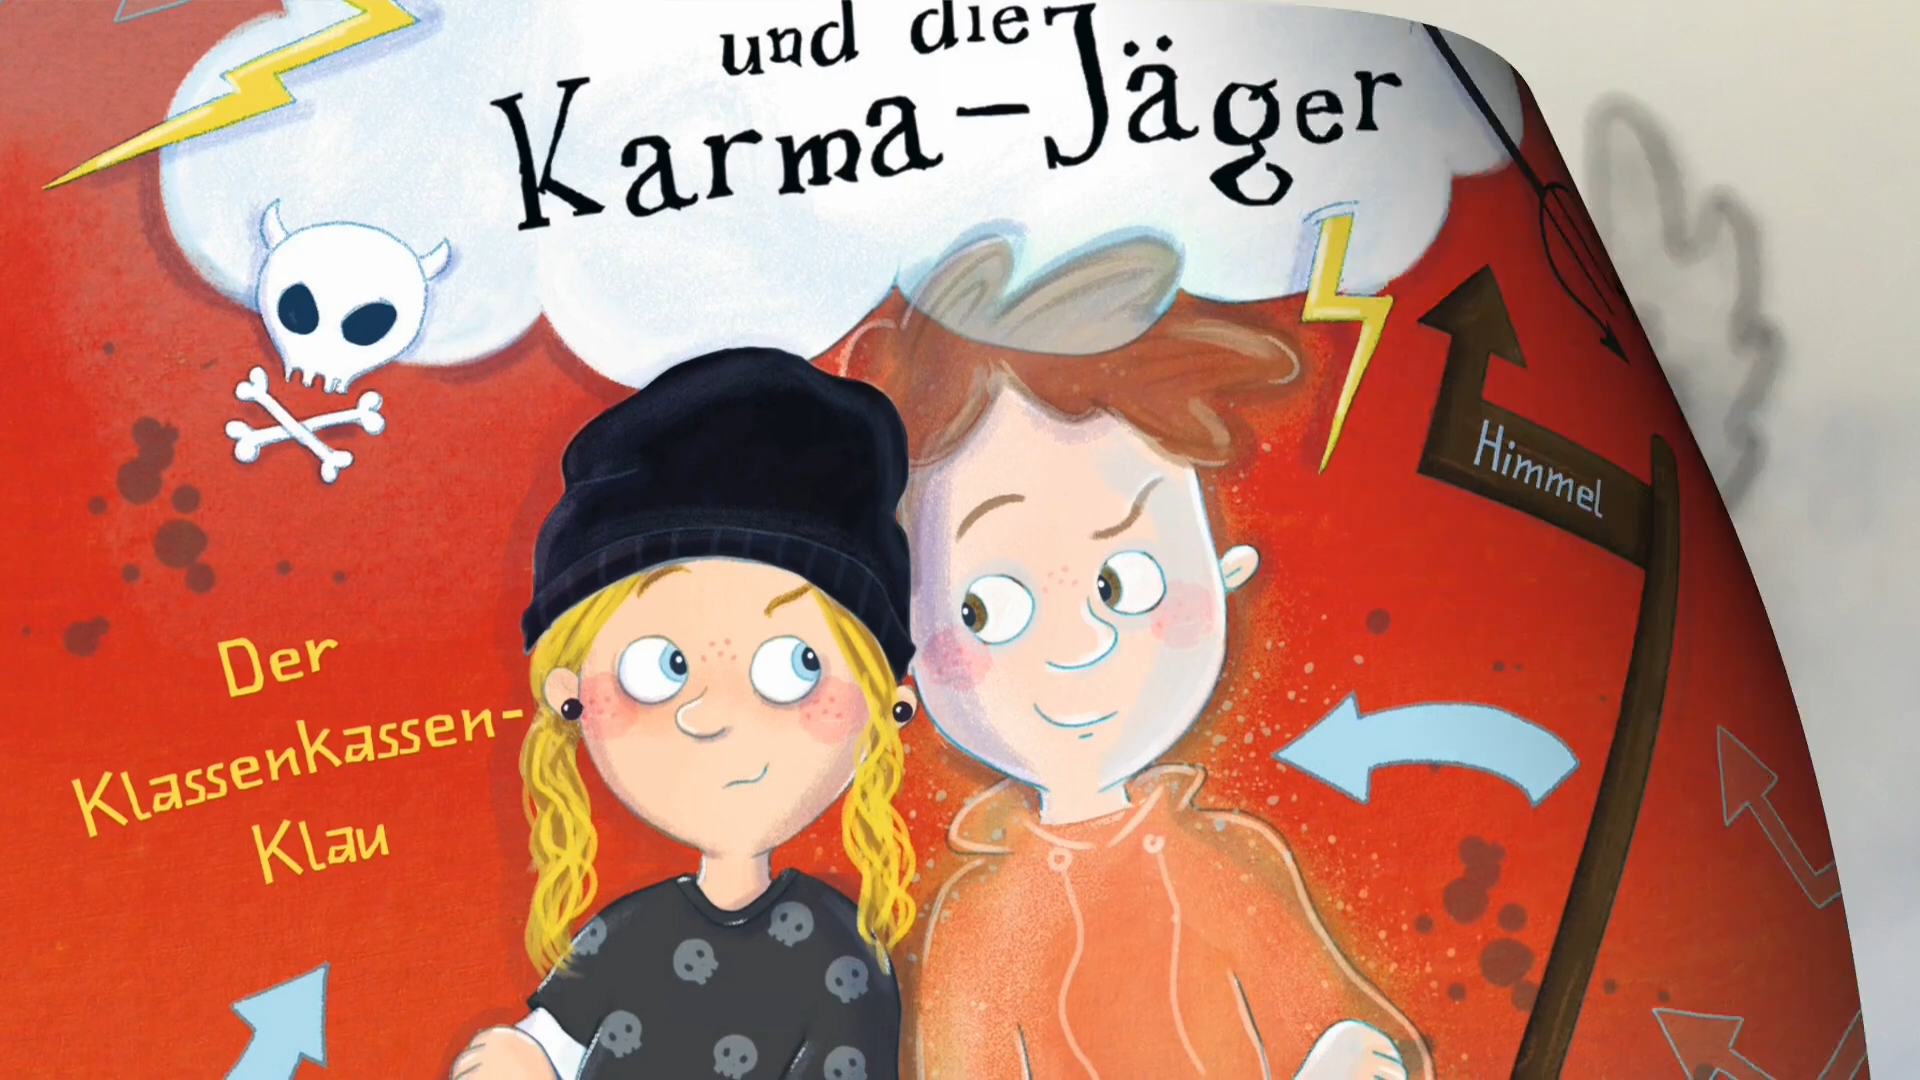 und die
Karma-Jäger
Himmel
Der
Klassenkassen-
Klau